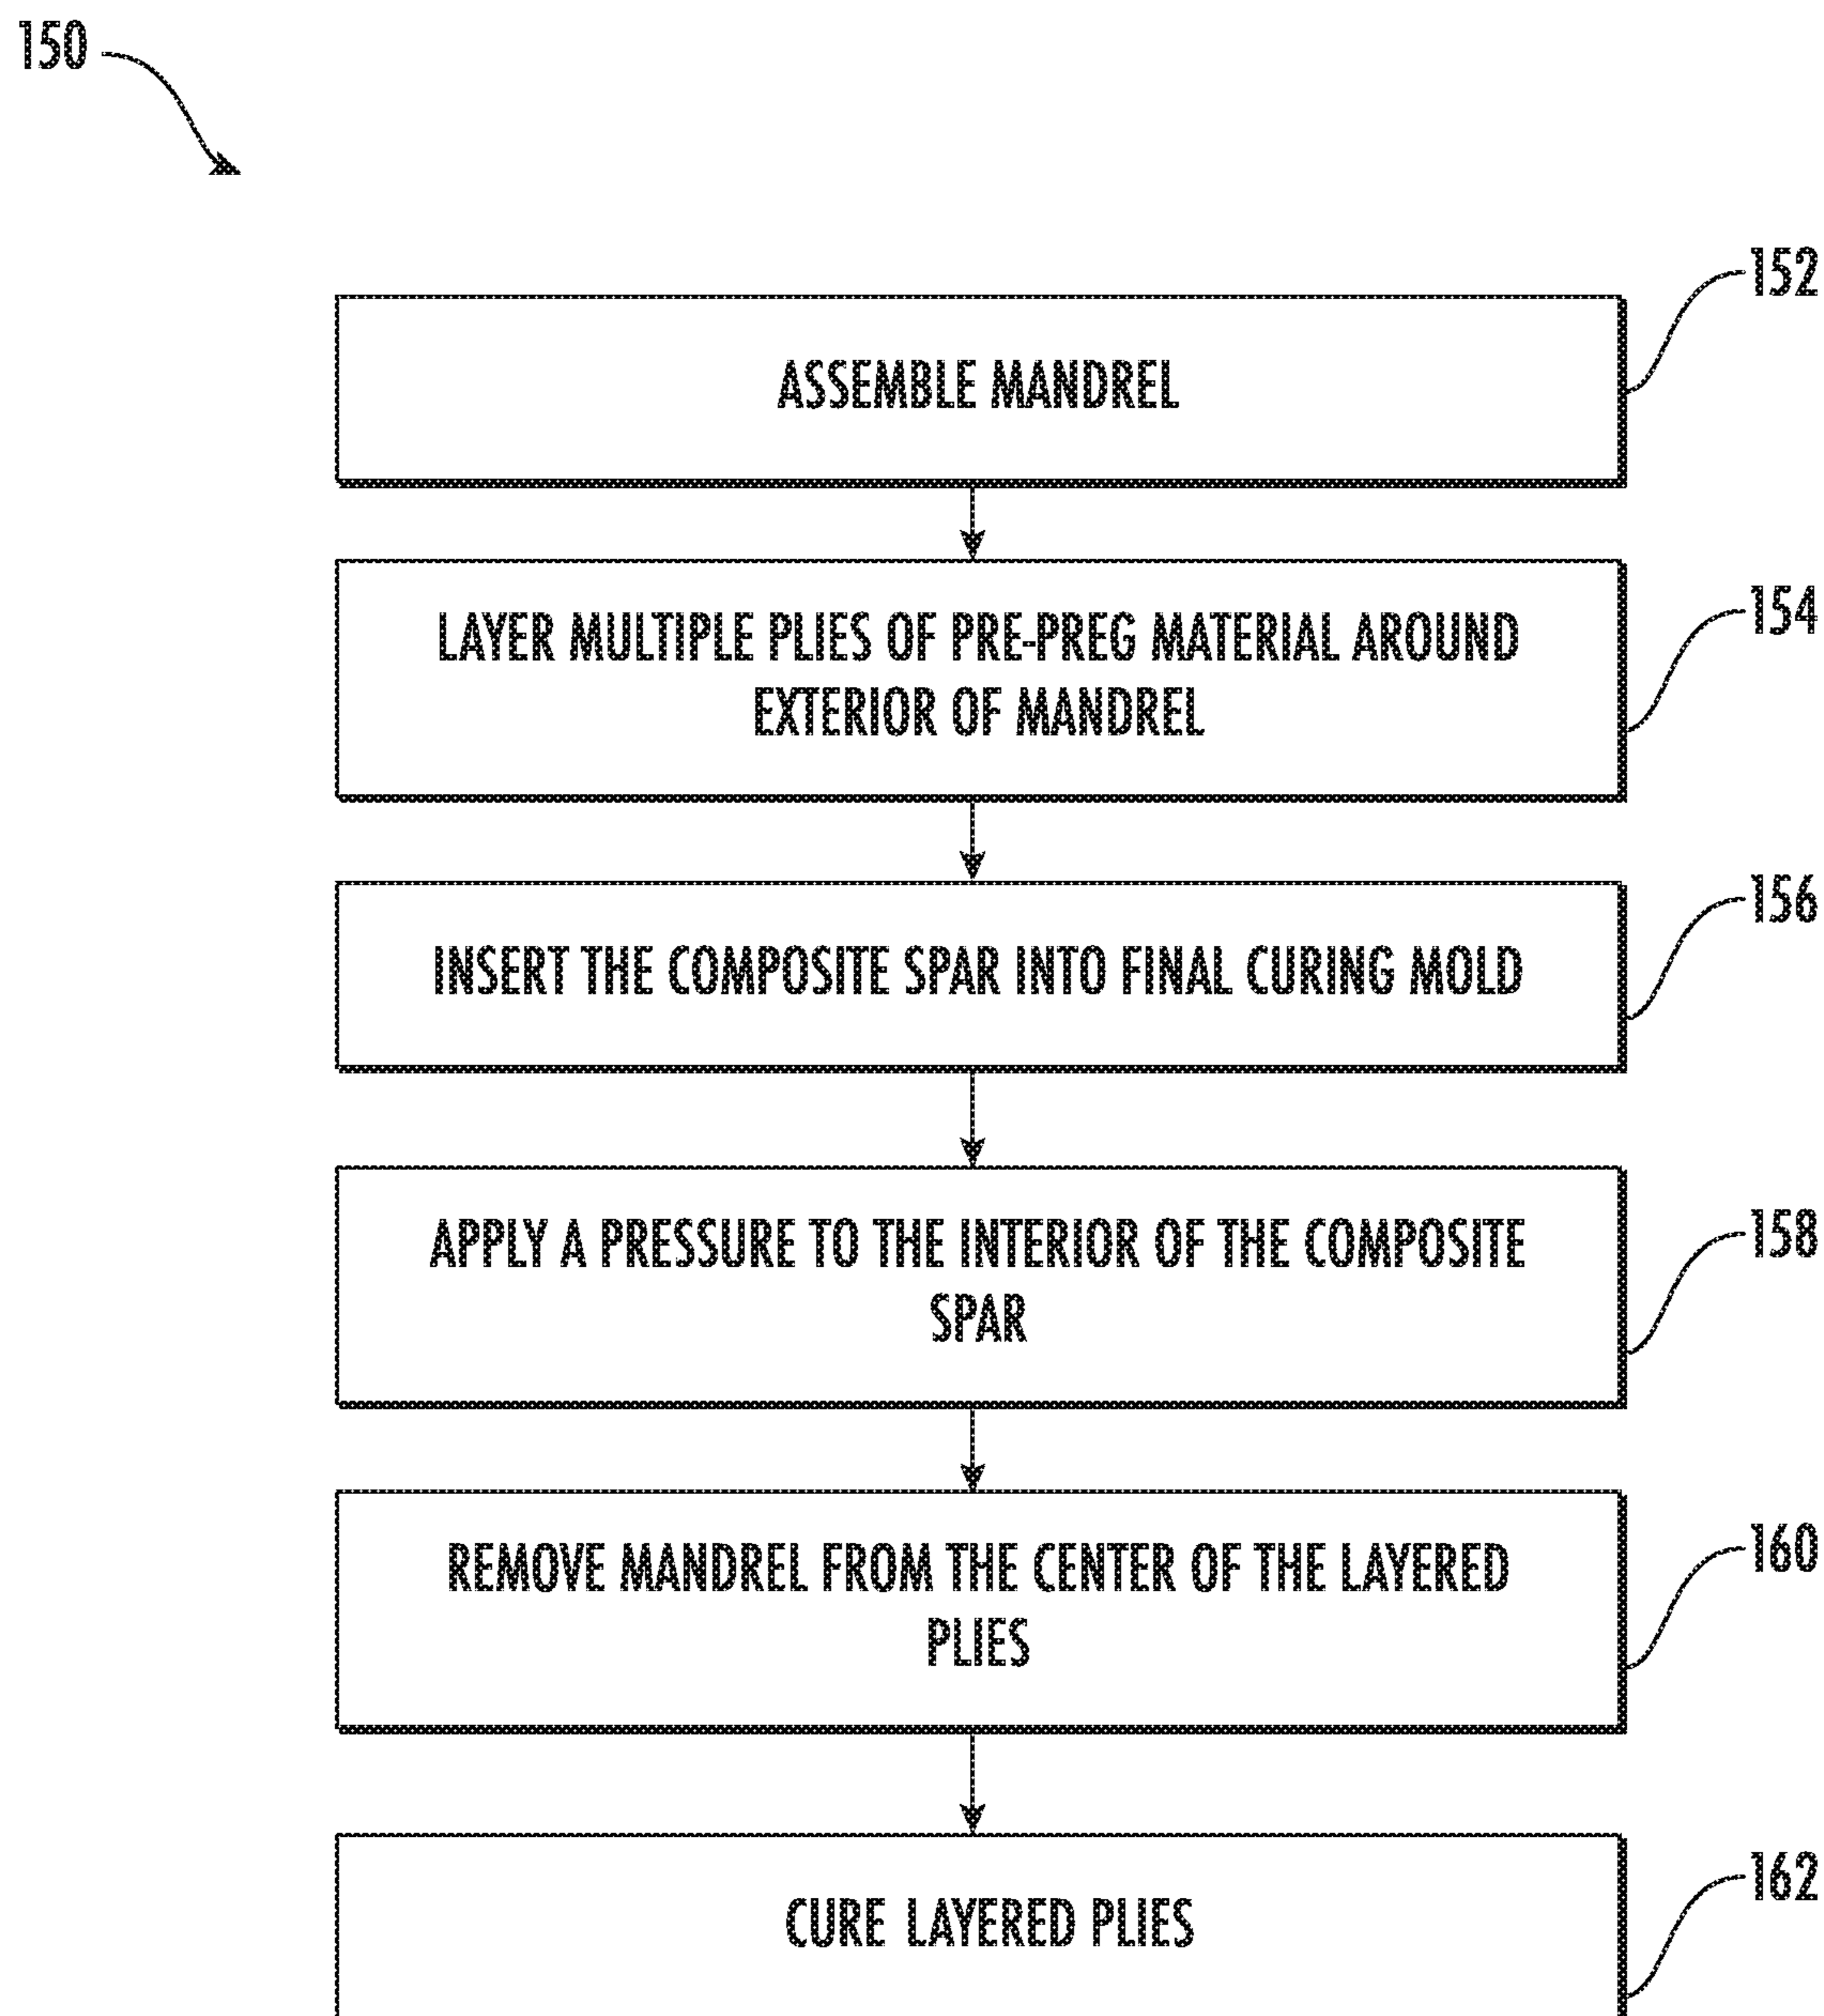 150
152
ASSEMBLE MANDREL
154
LAYER MULTIPLE PLIES OF PRE-PREG MATERIAL AROUND
EXTERIOR OF MANDREL
156
INSERT THE COMPOSITE SPAR INTO FINAL CURING MOLD
158
APPLY A PRESSURE TO THE INTERIOR OF THE COMPOSITE
SPAR
160
REMOVE MANDREL FROM THE CENTER OF THE LAYERED
PLIES
162
CURE LAYERED PLIES